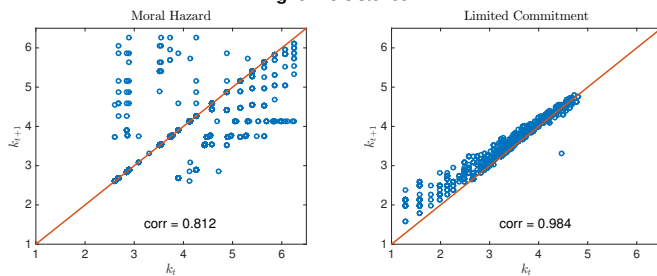 Moral Hazard
Limited Commitment
6
5
4
3
2
1
k_{t+1}
corr = 0.812
1 2 3 4 5 6
k_t
6
5
4
3
2
1
k_{t+1}
corr = 0.984
1 2 3 4 5 6
k_t